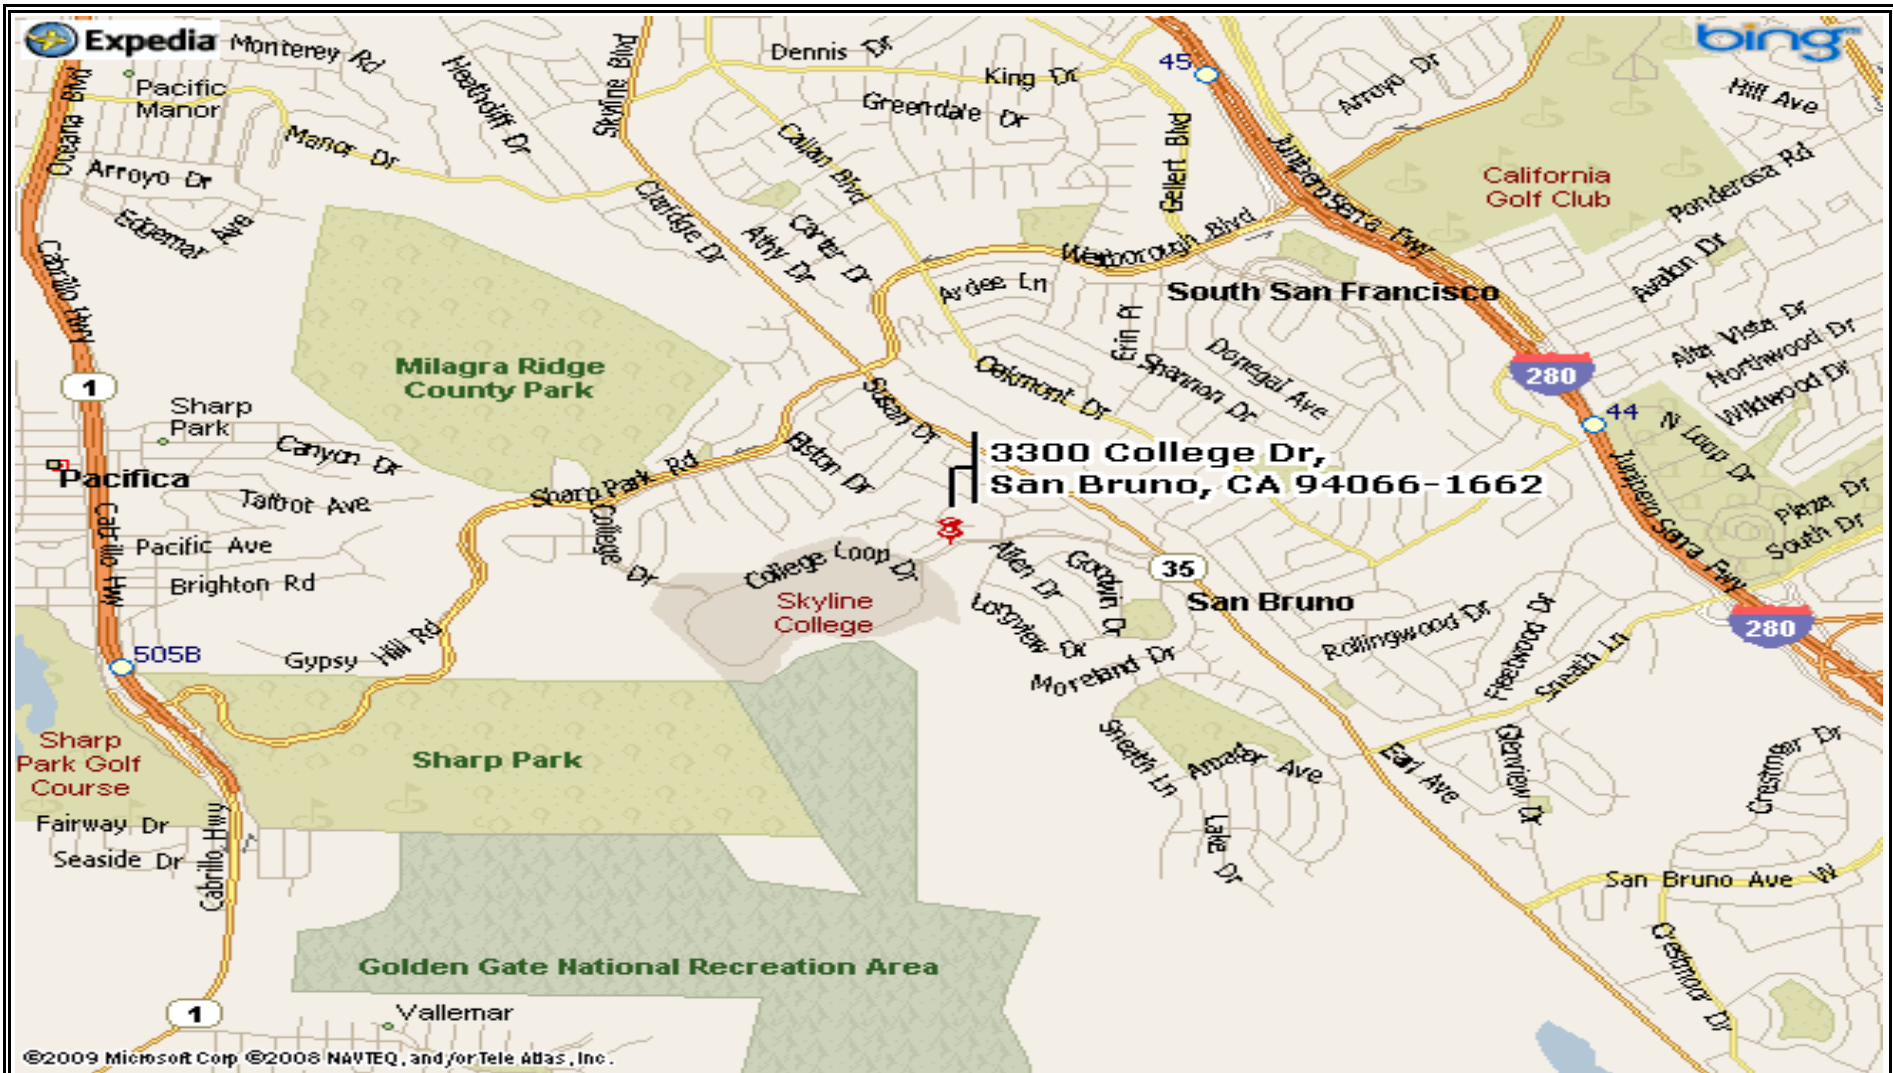 Expedia
bing
Monterey Rd
Dennis Dr
King Dr
45
Heathcliff Dr
Skyline Blvd
Pacific
Manor
Oceana Blvd
Greendale Dr
Arroyo Dr
Hill Ave
Manor Dr
Callan Blvd
Gellert Blvd
Junipero Serra Fwy
California
Golf Club
Ponderosa Rd
Arroyo Dr
Edgemar Ave
Claridge Dr
Athy Dr
Carter Dr
Westborough Blvd
Avalon Dr
Cabrillo Hwy
Ardee Ln
South San Francisco
Erin Pl
Alta Vista Dr
Northwood Dr
Wildwood Dr
Donegal Ave
Shannon Dr
Milagra Ridge
County Park
1
Oakmont Dr
280
Susan Dr
44
N Loop Dr
Sharp
Park
Canyon Dr
Elston Dr
3300 College Dr,
San Bruno, CA 94066-1662
Pacifica
Talbot Ave
Sharp Park Rd
College Dr
Junipero Serra Fwy
Plaza Dr
South Dr
Cabrillo Hw
Pacific Ave
Brighton Rd
College Loop Dr
Allen Dr
Goodwin Dr
35
Skyline
College
Longview Dr
San Bruno
Rollingwood Dr
Fleetwood Dr
Sneath Ln
280
505B
Gypsy Hill Rd
Moreland Dr
Sharp
Park Golf
Course
Sharp Park
Sneath Ln
Amador Ave
Earl Ave
Glenview Dr
Crestmoor Dr
Fairway Dr
Seaside Dr
Cabrillo Hwy
Lake Dr
San Bruno Ave W
Golden Gate National Recreation Area
Crestmoor Dr
1
Vallemar
©2009 Microsoft Corp ©2008 NAVTEQ, and/or Tele Atlas, Inc.